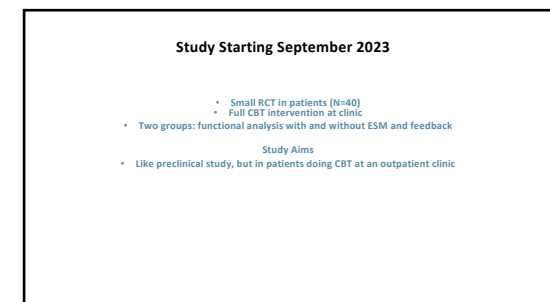 Study Starting September 2023
• Small RCT in patients (N=40)
• Full CBT intervention at clinic
• Two groups: functional analysis with and without ESM and feedback
Study Aims
• Like preclinical study, but in patients doing CBT at an outpatient clinic